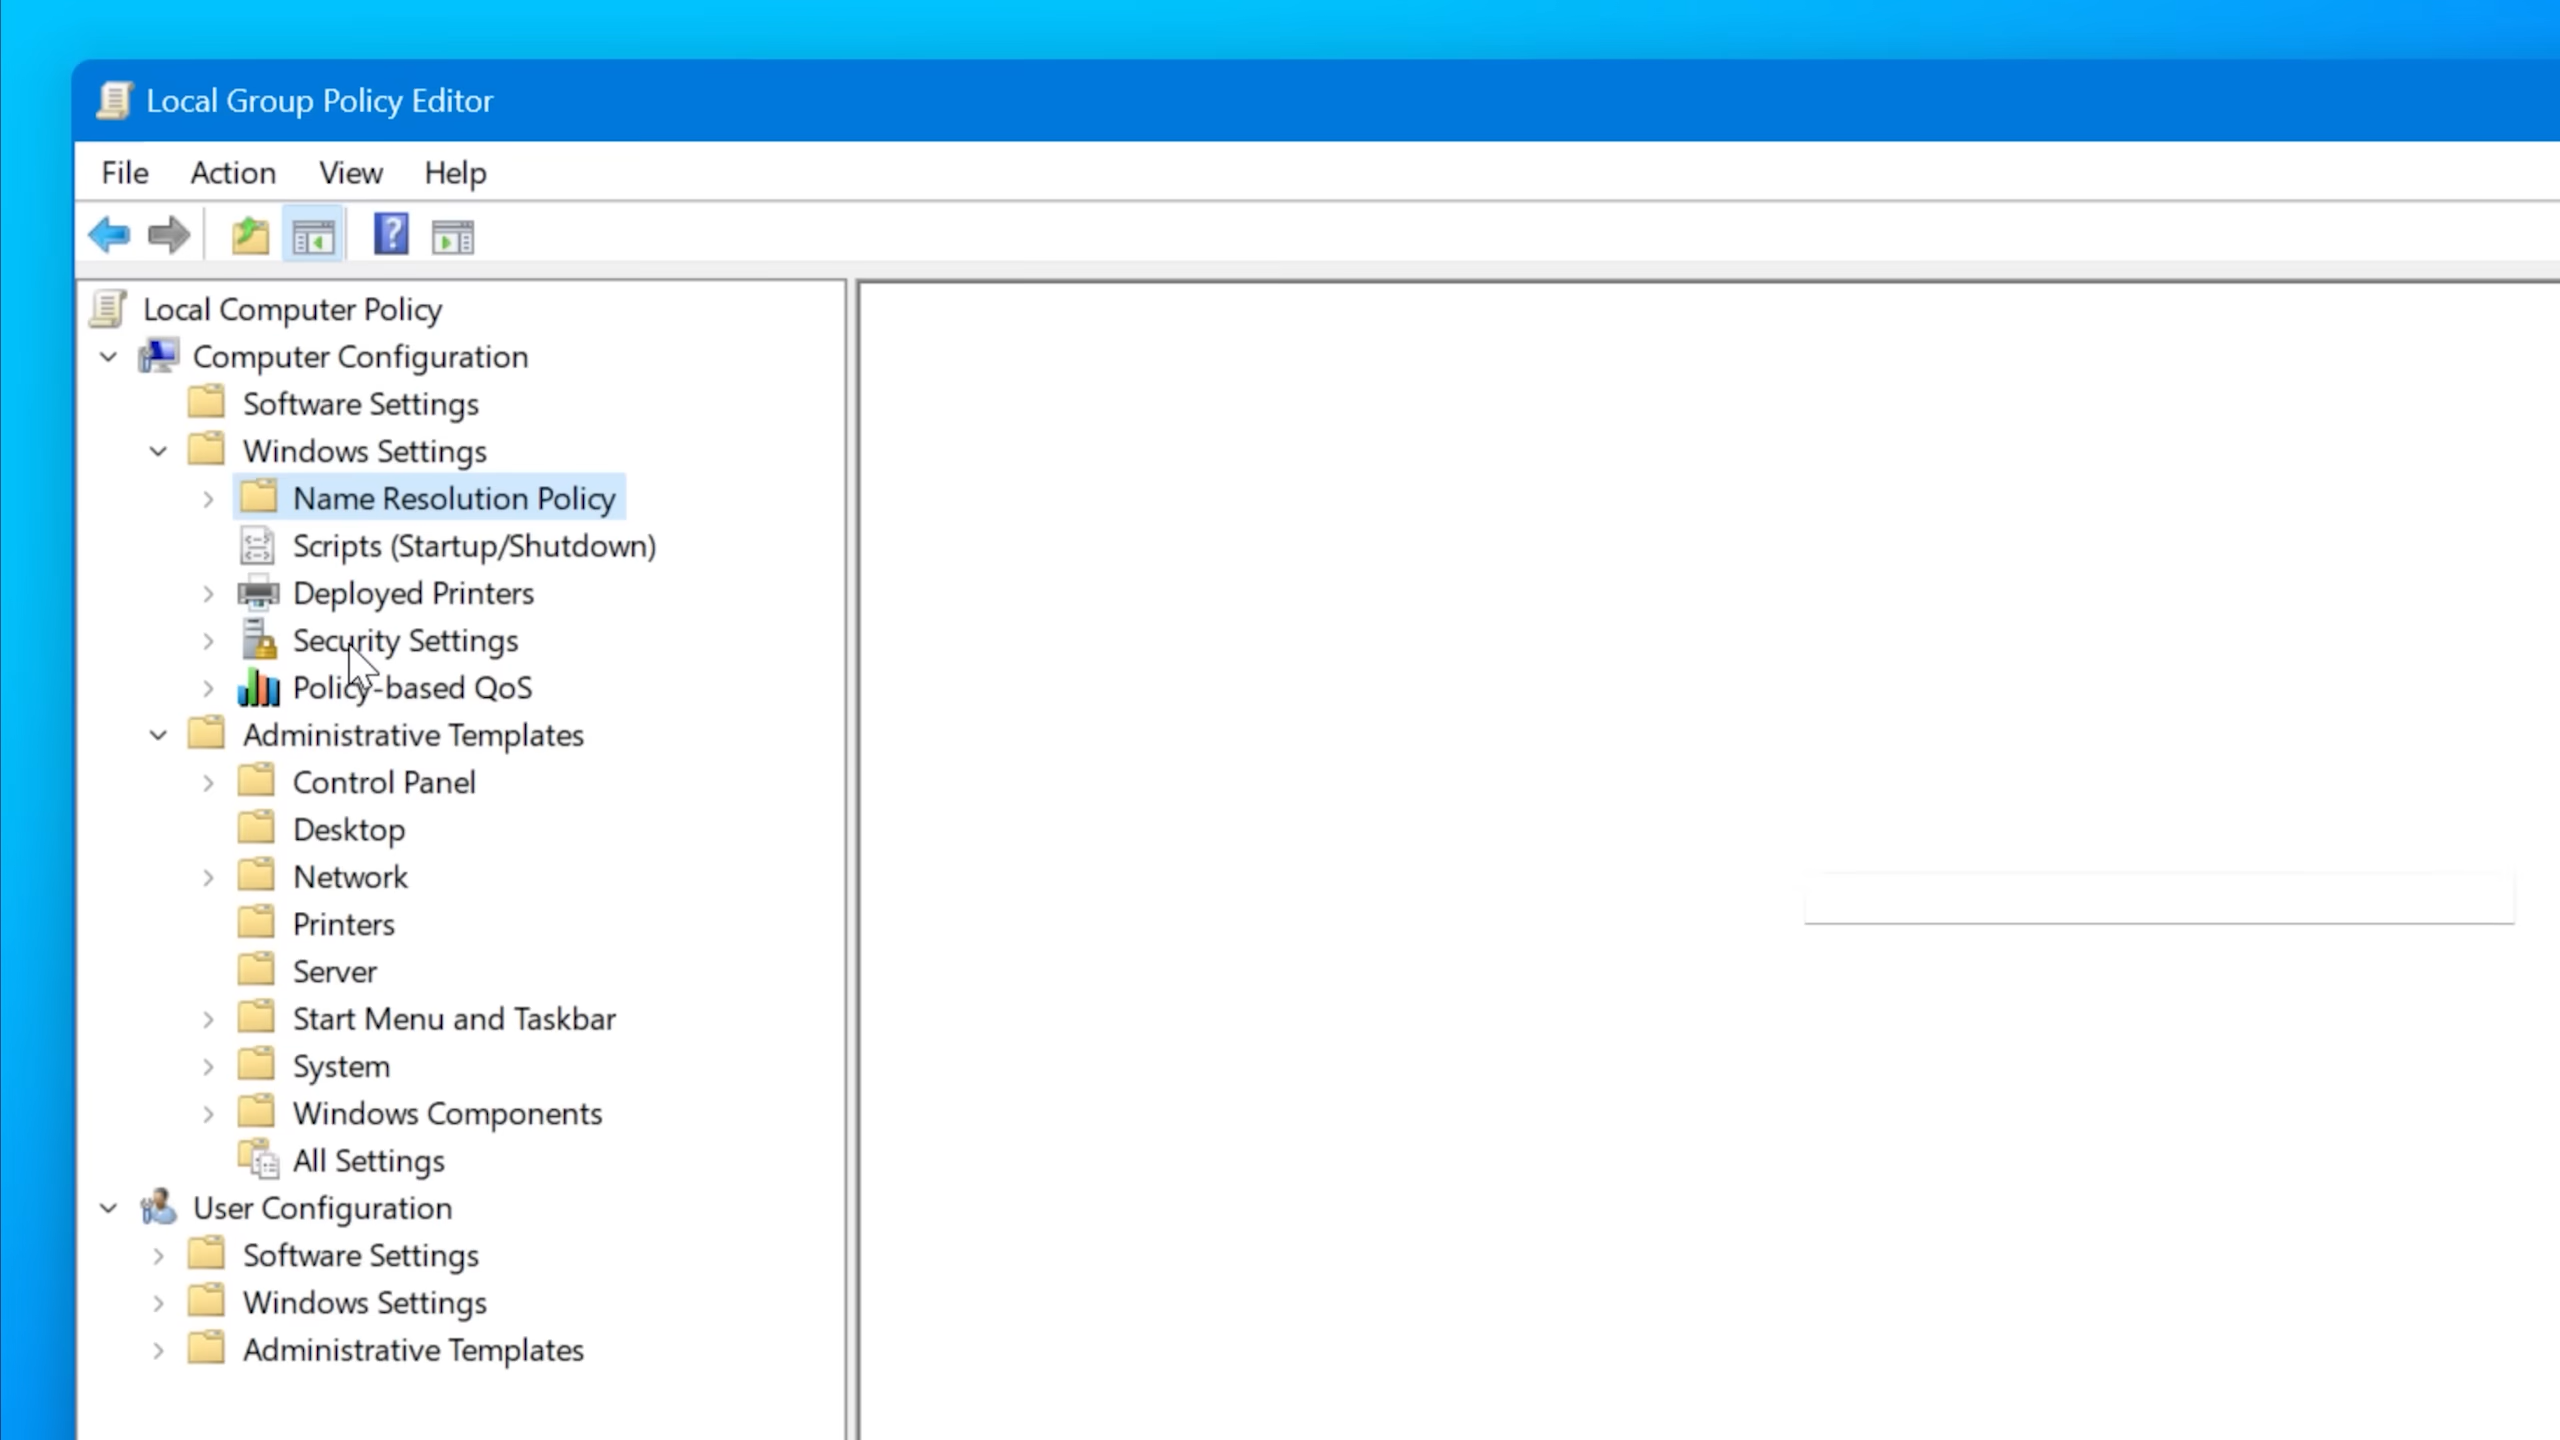 Local Group Policy Editor
File Action View Help
Local Computer Policy
Computer Configuration
Software Settings
Windows Settings
Name Resolution Policy
Scripts (Startup/Shutdown)
Deployed Printers
Security Settings
Policy-based QoS
Administrative Templates
Control Panel
Desktop
Network
Printers
Server
Start Menu and Taskbar
System
Windows Components
All Settings
User Configuration
Software Settings
Windows Settings
Administrative Templates